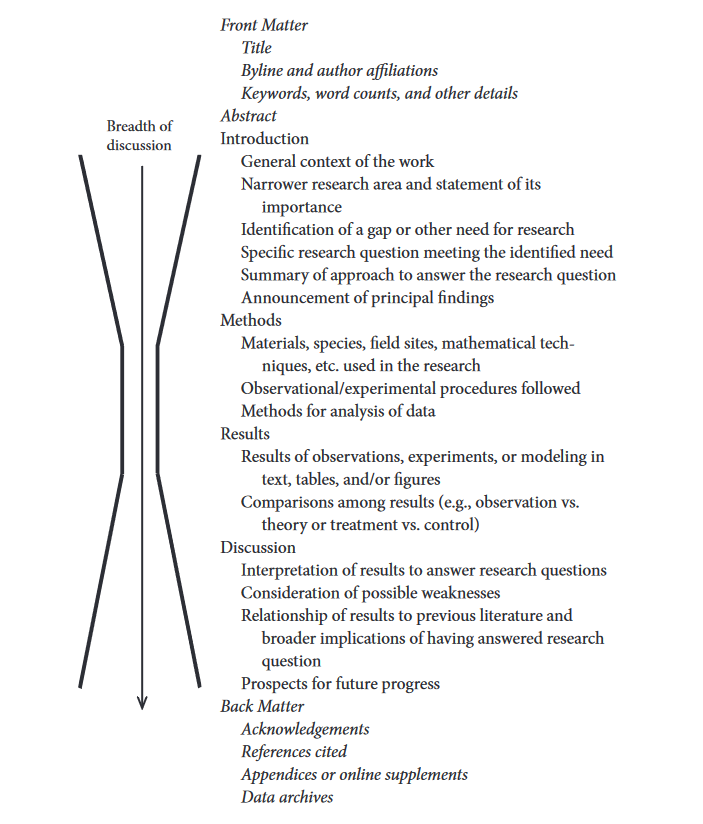 Front Matter
Title
Byline and author affiliations
Keywords, word counts, and other details
Abstract
Breadth of
discussion
Introduction
General context of the work
Narrower research area and statement of its
importance
Identification of a gap or other need for research
Specific research question meeting the identified need
Summary of approach to answer the research question
Announcement of principal findings
Methods
Materials, species, field sites, mathematical tech-
niques, etc. used in the research
Observational/experimental procedures followed
Methods for analysis of data
Results
Results of observations, experiments, or modeling in
text, tables, and/or figures
Comparisons among results (e.g., observation vs.
theory or treatment vs. control)
Discussion
Interpretation of results to answer research questions
Consideration of possible weaknesses
Relationship of results to previous literature and
broader implications of having answered research
question
Prospects for future progress
Back Matter
Acknowledgements
References cited
Appendices or online supplements
Data archives